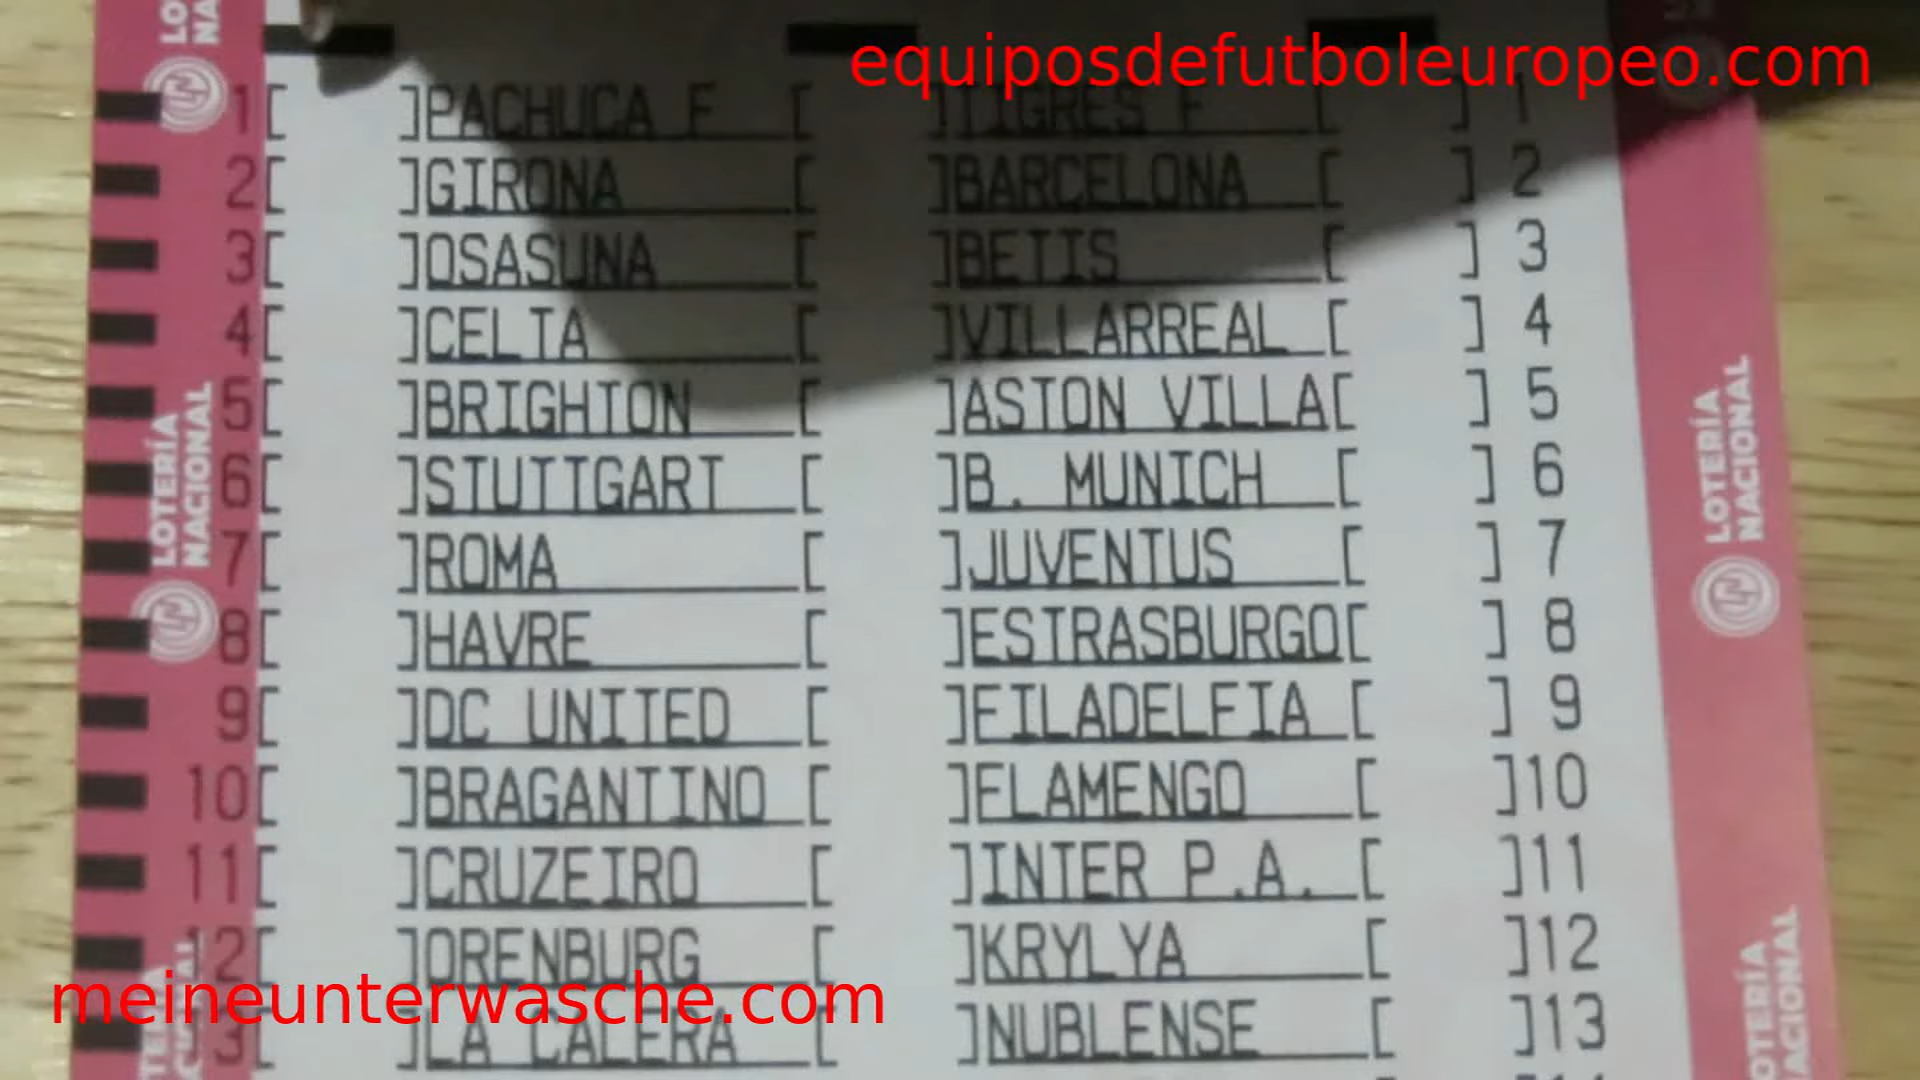 equiposdefutboleuropeo.com
1[ ]PACHUCA F [ ]TIGRES F [ ] 1
2[ ]GIRONA [ ]BARCELONA [ ] 2
3[ ]OSASUNA [ ]BETIS [ ] 3
4[ ]CELTA [ ]VILLARREAL [ ] 4
5[ ]BRIGHTON [ ]ASTON VILLA[ ] 5
6[ ]STUTTGART [ ]B. MUNICH [ ] 6
7[ ]ROMA [ ]JUVENTUS [ ] 7
8[ ]HAVRE [ ]ESTRASBURGO[ ] 8
9[ ]DC UNITED [ ]FILADELFIA [ ] 9
10[ ]BRAGANTINO [ ]FLAMENGO [ ]10
11[ ]CRUZEIRO [ ]INTER P.A. [ ]11
12[ ]ORENBURG [ ]KRYLYA [ ]12
13[ ]LA CALERA [ ]NUBLENSE [ ]13
meineunterwasche.com
LOTERÍA
NACIONAL
LOTERÍA
NACIONAL
LOTERÍA
NACIONAL